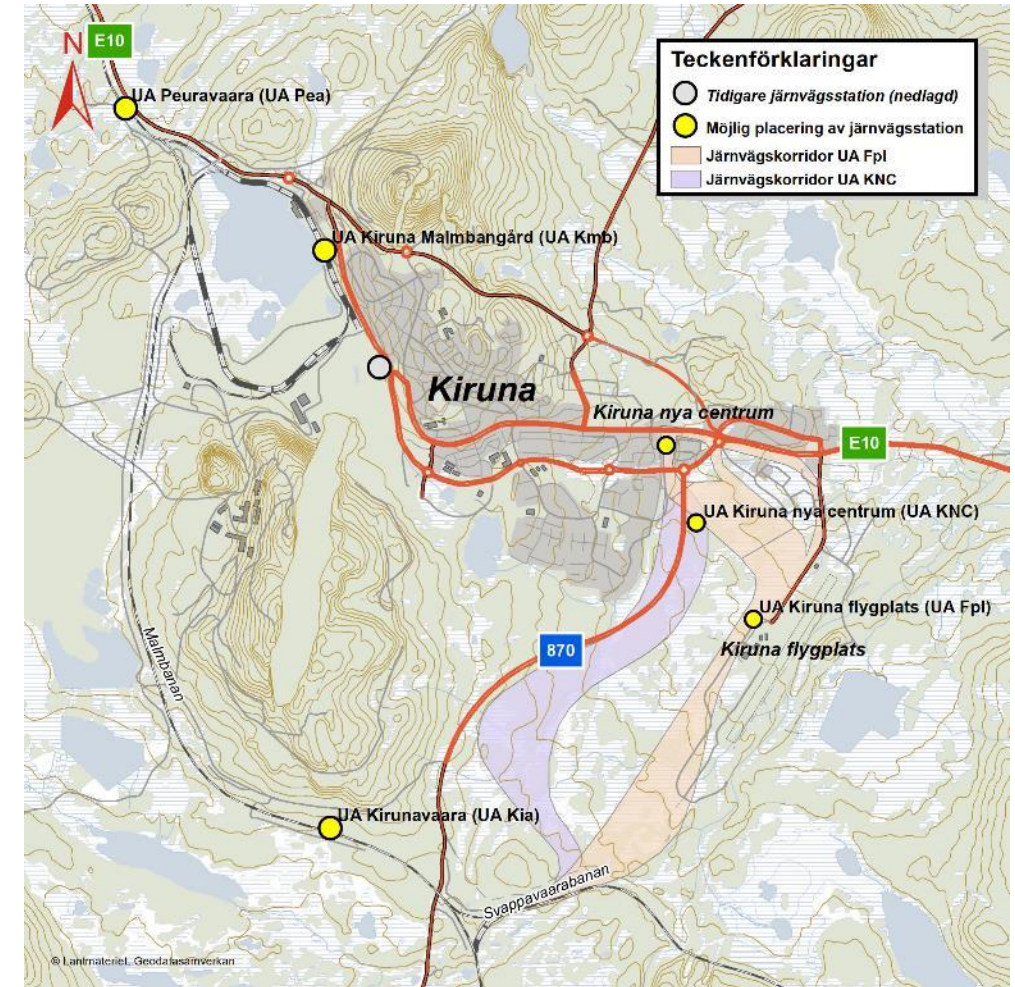 N
E10
UA Peuravaara (UA Pea)
Teckenförklaringar
Tidigare järnvägsstation (nedlagd)
Möjlig placering av järnvägsstation
Järnvägskorridor UA Fpl
Järnvägskorridor UA KNC
UA Kiruna Malmbangård (UA Kmb)
Kiruna
Kiruna nya centrum
E10
UA Kiruna nya centrum (UA KNC)
UA Kiruna flygplats (UA Fpl)
Kiruna flygplats
870
Malmbanan
UA Kirunavaara (UA Kia)
Svappavaarabanan
© Lantmäteriet, Geodatasamverkan